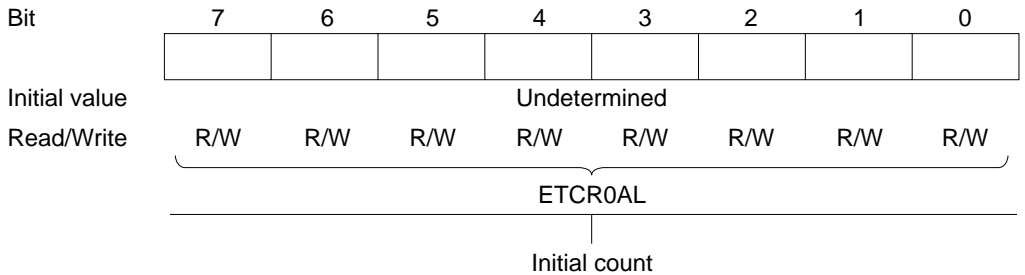 Bit 7 6 5 4 3 2 1 0
Initial value Undetermined
Read/Write R/W R/W R/W R/W R/W R/W R/W R/W
ETCR0AL
Initial count